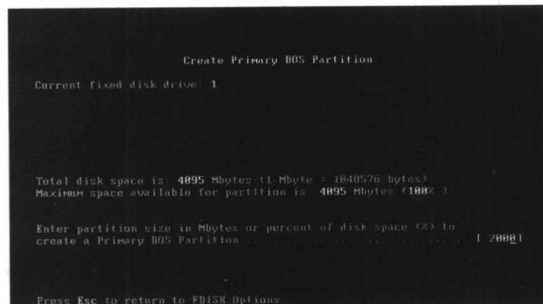 Create Primary DOS Partition
Current fixed disk drive: 1
Total disk space is 4095 Mbytes (1 Mbyte = 1048576 bytes)
Maximum space available for partition is 4095 Mbytes (100% )
Enter partition size in Mbytes or percent of disk space (%) to
create a Primary DOS Partition.................................. [ 2000]
Press Esc to return to FDISK Options